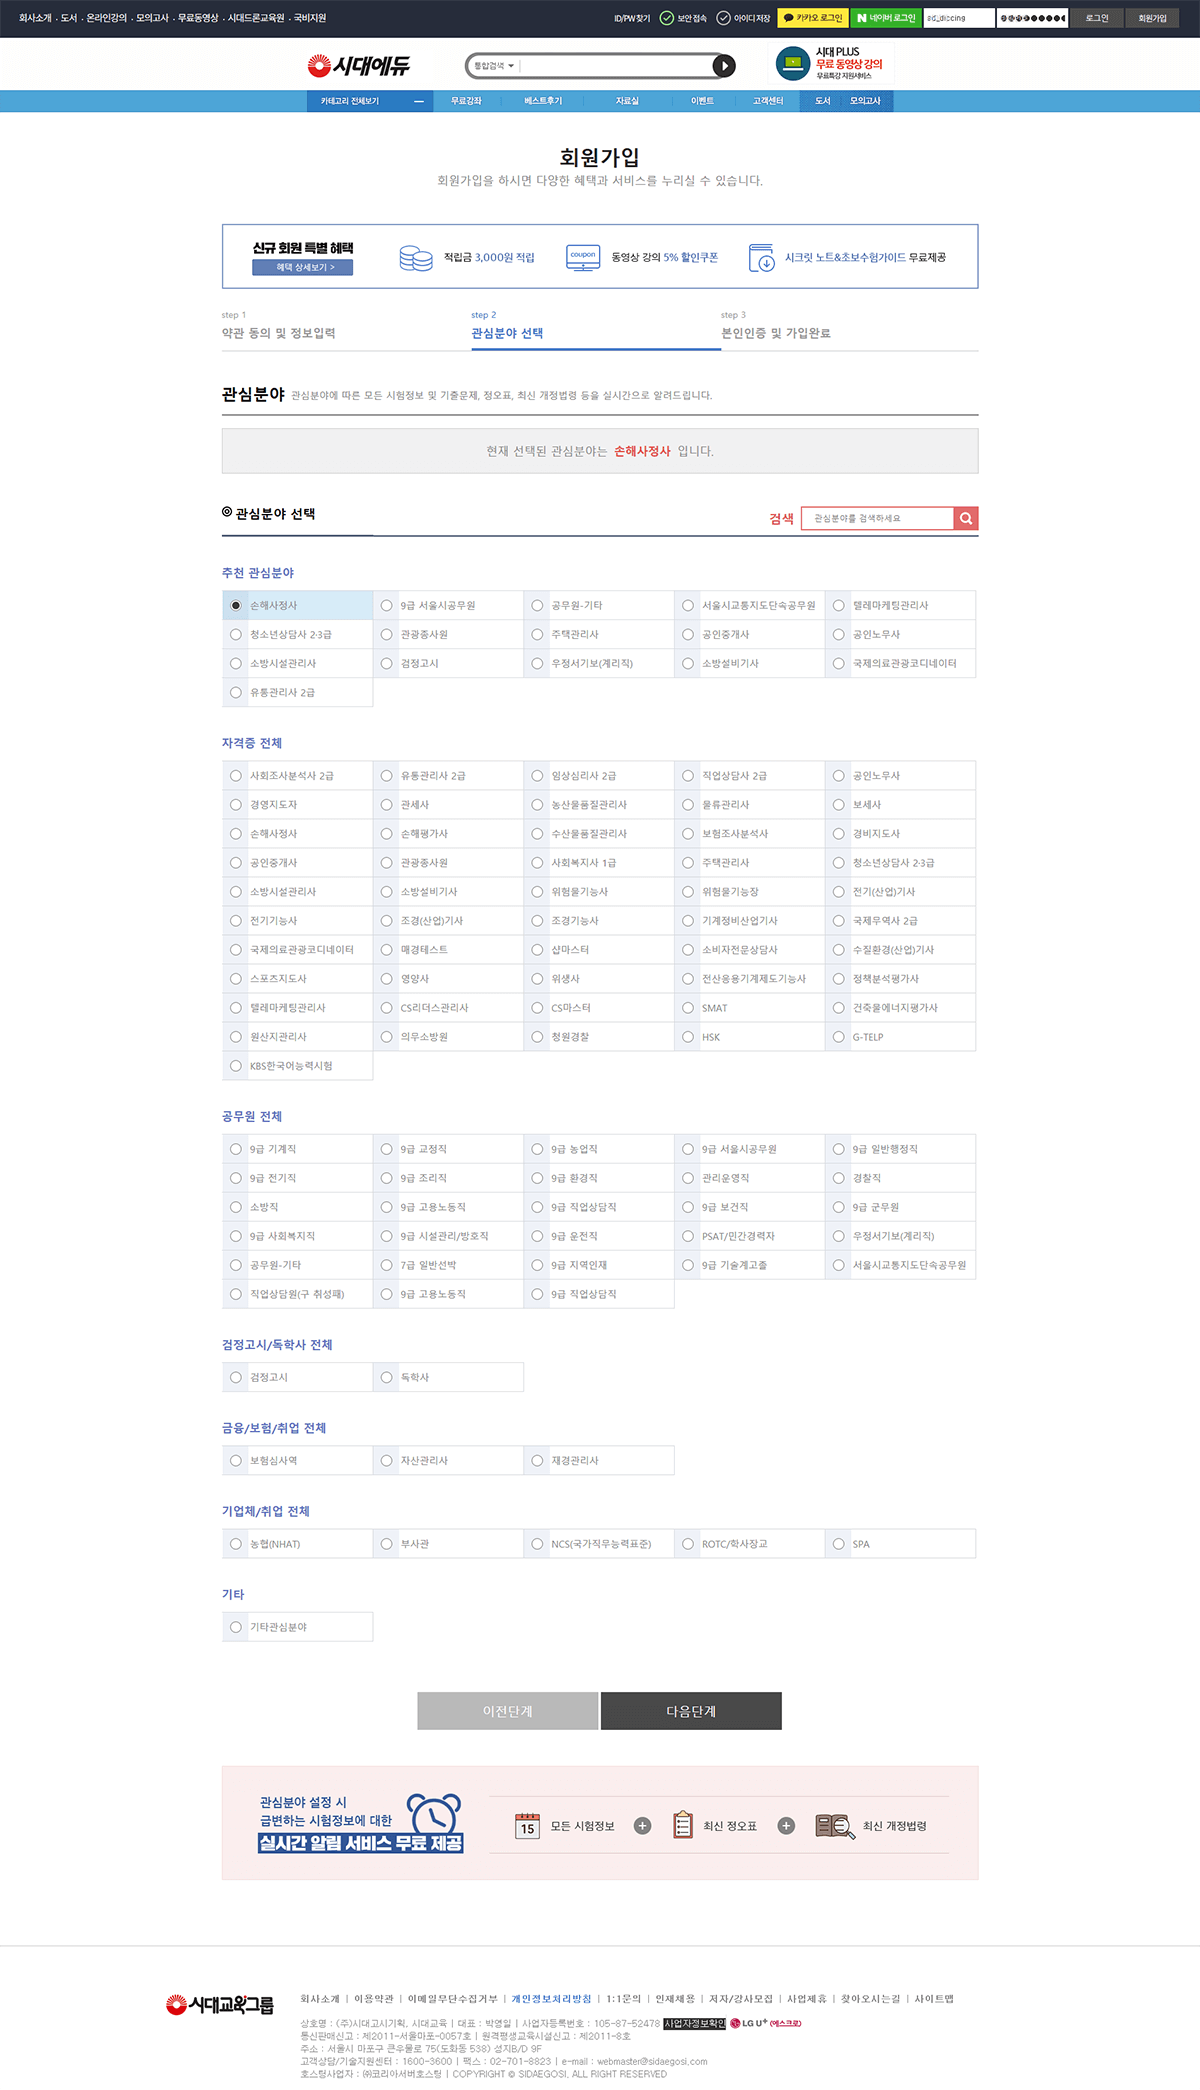 회사소개 · 도서 · 온라인강의 · 모의고사 · 무료동영상 · 시대드론교육원 · 국비지원
ID/PW찾기 보안접속 아이디저장 카카오 로그인 네이버로그인 로그인 회원가입
시대에듀
통합검색
시대 PLUS
무료 동영상 강의
무료특강 지원서비스
카테고리 전체보기 무료강좌 베스트후기 자료실 이벤트 고객센터 도서 모의고사
회원가입
회원가입을 하시면 다양한 혜택과 서비스를 누리실 수 있습니다.
신규 회원 특별 혜택
혜택 상세보기 >
적립금 3,000원 적립
coupon
동영상 강의 5% 할인쿠폰
시크릿 노트&초보수험가이드 무료제공
step 1 step 2 step 3
약관 동의 및 정보입력 관심분야 선택 본인인증 및 가입완료
관심분야 관심분야에 따른 모든 시험정보 및 기출문제, 정오표, 최신 개정법령 등을 실시간으로 알려드립니다.
현재 선택된 관심분야는 손해사정사 입니다.
관심분야 선택 검색 관심분야를 검색하세요
추천 관심분야
손해사정사 9급 서울시공무원 공무원-기타 서울시교통지도단속공무원 텔레마케팅관리사
청소년상담사 2·3급 관광종사원 주택관리사 공인중개사 공인노무사
소방시설관리사 검정고시 우정서기보(계리직) 소방설비기사 국제의료관광코디네이터
유통관리사 2급
자격증 전체
사회조사분석사 2급 유통관리사 2급 임상심리사 2급 직업상담사 2급 공인노무사
경영지도자 관세사 농산물품질관리사 물류관리사 보세사
손해사정사 손해평가사 수산물품질관리사 보험조사분석사 경비지도사
공인중개사 관광종사원 사회복지사 1급 주택관리사 청소년상담사 2·3급
소방시설관리사 소방설비기사 위험물기능사 위험물기능장 전기(산업)기사
전기기능사 조경(산업)기사 조경기능사 기계정비산업기사 국제무역사 2급
국제의료관광코디네이터 매경테스트 샵마스터 소비자전문상담사 수질환경(산업)기사
스포츠지도사 영양사 위생사 전산응용기계제도기능사 정책분석평가사
텔레마케팅관리사 CS리더스관리사 CS마스터 SMAT 건축물에너지평가사
원산지관리사 의무소방원 청원경찰 HSK G-TELP
KBS한국어능력시험
공무원 전체
9급 기계직 9급 교정직 9급 농업직 9급 서울시공무원 9급 일반행정직
9급 전기직 9급 조리직 9급 환경직 관리운영직 경찰직
소방직 9급 고용노동직 9급 직업상담직 9급 보건직 9급 군무원
9급 사회복지직 9급 시설관리/방호직 9급 운전직 PSAT/민간경력자 우정서기보(계리직)
공무원-기타 7급 일반선박 9급 지역인재 9급 기술계고졸 서울시교통지도단속공무원
직업상담원(구 취성패) 9급 고용노동직 9급 직업상담직
검정고시/독학사 전체
검정고시 독학사
금융/보험/취업 전체
보험심사역 자산관리사 재경관리사
기업체/취업 전체
농협(NHAT) 부사관 NCS(국가직무능력표준) ROTC/학사장교 SPA
기타
기타관심분야
이전단계 다음단계
관심분야 설정 시
급변하는 시험정보에 대한
실시간 알림 서비스 무료 제공
15 모든 시험정보 + 최신 정오표 + 최신 개정법령
시대교육그룹
회사소개 | 이용약관 | 이메일무단수집거부 | 개인정보처리방침 | 1:1문의 | 인재채용 | 저자/강사모집 | 사업제휴 | 찾아오시는길 | 사이트맵
상호명 : (주)시대고시기획, 시대교육 | 대표 : 박영일 | 사업자등록번호 : 105-87-52478 사업자정보확인 LG U+ (에스크로)
통신판매신고 : 제2011-서울마포-0057호 | 원격평생교육시설신고 : 제2011-8호
주소 : 서울시 마포구 큰우물로 75(도화동 538) 성지B/D 9F
고객상담/기술지원센터 : 1600-3600 | 팩스 : 02-701-8823 | e-mail : webmaster@sidaegosi.com
호스팅사업자 : ㈜코리아서버호스팅 | COPYRIGHT © SIDAEGOSI, ALL RIGHT RESERVED